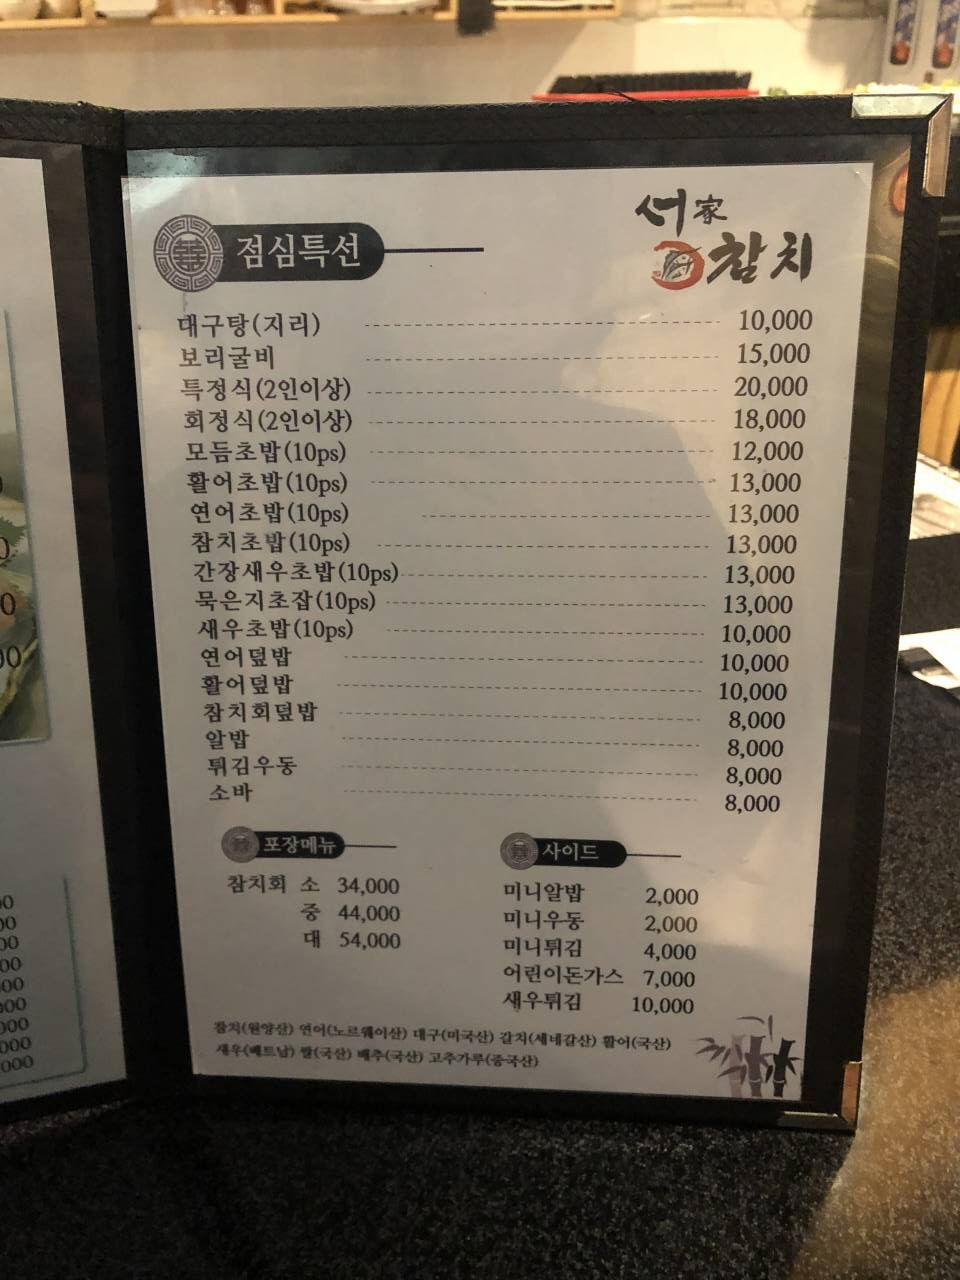 서家
참치
점심특선
대구탕(지리) 10,000
보리굴비 15,000
특정식(2인이상) 20,000
회정식(2인이상) 18,000
모듬초밥(10ps) 12,000
활어초밥(10ps) 13,000
연어초밥(10ps) 13,000
참치초밥(10ps) 13,000
간장새우초밥(10ps) 13,000
묵은지초잡(10ps) 13,000
새우초밥(10ps) 10,000
연어덮밥 10,000
활어덮밥 10,000
참치회덮밥 8,000
알밥 8,000
튀김우동 8,000
소바 8,000
포장메뉴
참치회 소 34,000
중 44,000
대 54,000
사이드
미니알밥 2,000
미니우동 2,000
미니튀김 4,000
어린이돈가스 7,000
새우튀김 10,000
참치(원양산) 연어(노르웨이산) 대구(미국산) 갈치(세네갈산) 활어(국산)
새우(베트남) 쌀(국산) 배추(국산) 고추가루(중국산)